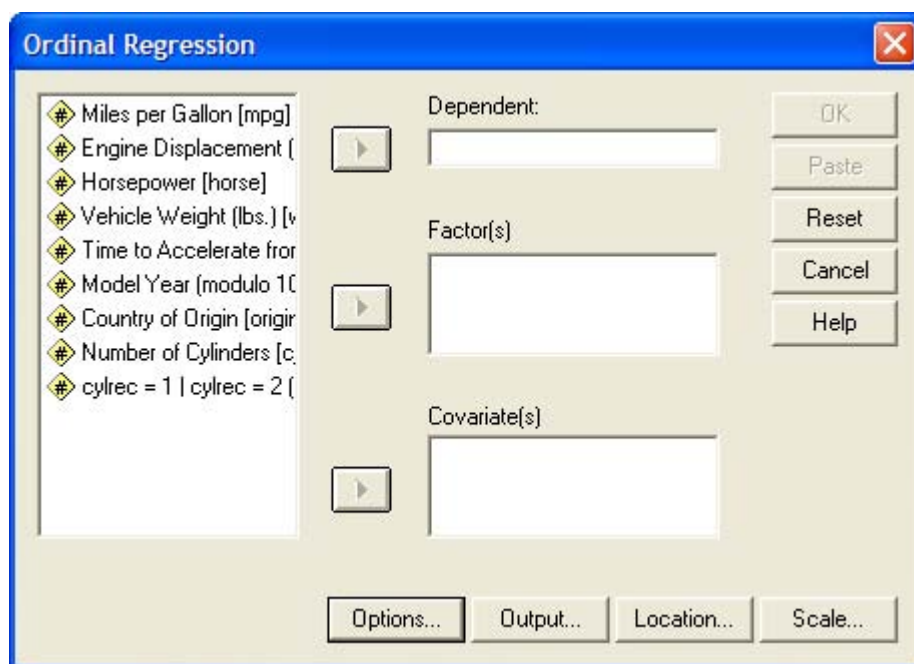 Ordinal Regression
Miles per Gallon [mpg]
Engine Displacement (
Horsepower [horse]
Vehicle Weight (lbs.) [w
Time to Accelerate from
Model Year (modulo 10
Country of Origin [origin
Number of Cylinders [c
cylrec = 1 | cylrec = 2 (
Dependent:
Factor(s)
Covariate(s)
OK
Paste
Reset
Cancel
Help
Options...
Output...
Location...
Scale...